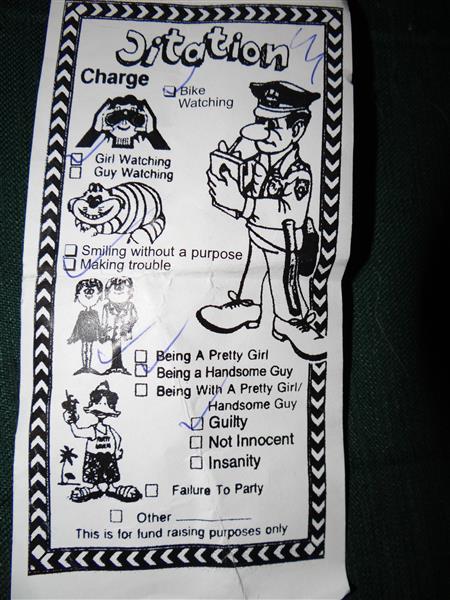 Citation
Charge
Bike
Watching
Girl Watching
Guy Watching
Smiling without a purpose
Making trouble
Being A Pretty Girl
Being a Handsome Guy
Being With A Pretty Girl/
Handsome Guy
Guilty
Not Innocent
Insanity
Failure To Party
Other
This is for fund raising purposes only